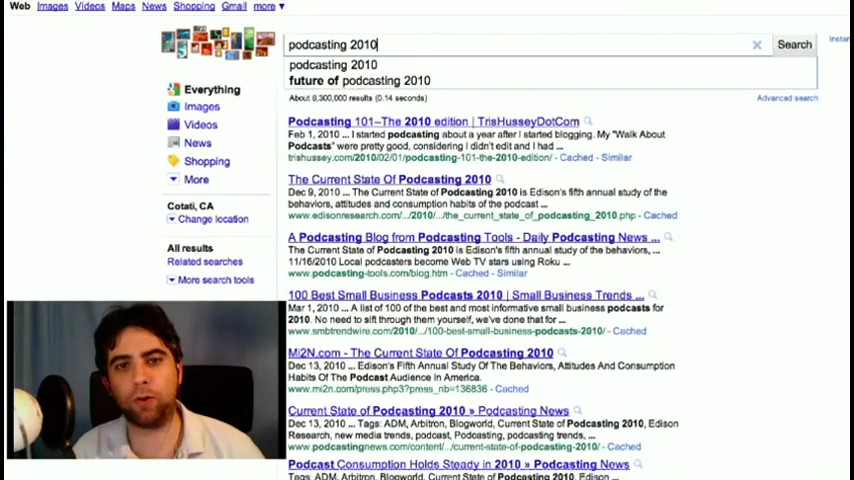 Web Images Videos Maps News Shopping Gmail more ▼
podcasting 2010 Search Instan
podcasting 2010
future of podcasting 2010
About 8,300,000 results (0.14 seconds) Advanced search
Everything
Images
Videos
News
Shopping
More
Cotati, CA
Change location
All results
Related searches
More search tools
Podcasting 101–The 2010 edition | TrisHusseyDotCom
Feb 1, 2010 ... I started podcasting about a year after I started blogging. My "Walk About
Podcasts" were pretty good, considering I didn't edit and I had ...
trishussey.com/2010/02/01/podcasting-101-the-2010-edition/ - Cached - Similar
The Current State Of Podcasting 2010
Dec 9, 2010 ... The Current State of Podcasting 2010 is Edison's fifth annual study of the
behaviors, attitudes and consumption habits of the podcast ...
www.edisonresearch.com/.../2010/.../the_current_state_of_podcasting_2010.php - Cached
A Podcasting Blog from Podcasting Tools - Daily Podcasting News ...
The Current State of Podcasting 2010 is Edison's fifth annual study of the behaviors, ...
11/16/2010 Local podcasters become Web TV stars using Roku ...
www.podcasting-tools.com/blog.htm - Cached - Similar
100 Best Small Business Podcasts 2010 | Small Business Trends ...
Mar 1, 2010 ... A list of 100 of the best and most informative small business podcasts for
2010. No need to sift through them yourself, we've done that for ...
www.smbtrendwire.com/2010/.../100-best-small-business-podcasts-2010/ - Cached
Mi2N.com - The Current State Of Podcasting 2010
Dec 13, 2010 ... Edison's Fifth Annual Study Of The Behaviors, Attitudes And Consumption
Habits Of The Podcast Audience In America.
www.mi2n.com/press.php3?press_nb=136836 - Cached
Current State of Podcasting 2010 » Podcasting News
Dec 13, 2010 ... Tags: ADM, Arbitron, Blogworld, Current State of Podcasting 2010, Edison
Research, new media trends, podcast, Podcasting, podcasting trends, ...
www.podcastingnews.com/content/.../current-state-of-podcasting-2010/ - Cached
Podcast Consumption Holds Steady in 2010 » Podcasting News
Tags: ADM, Arbitron, Blogworld, Current State of Podcasting 2010, Edison ...